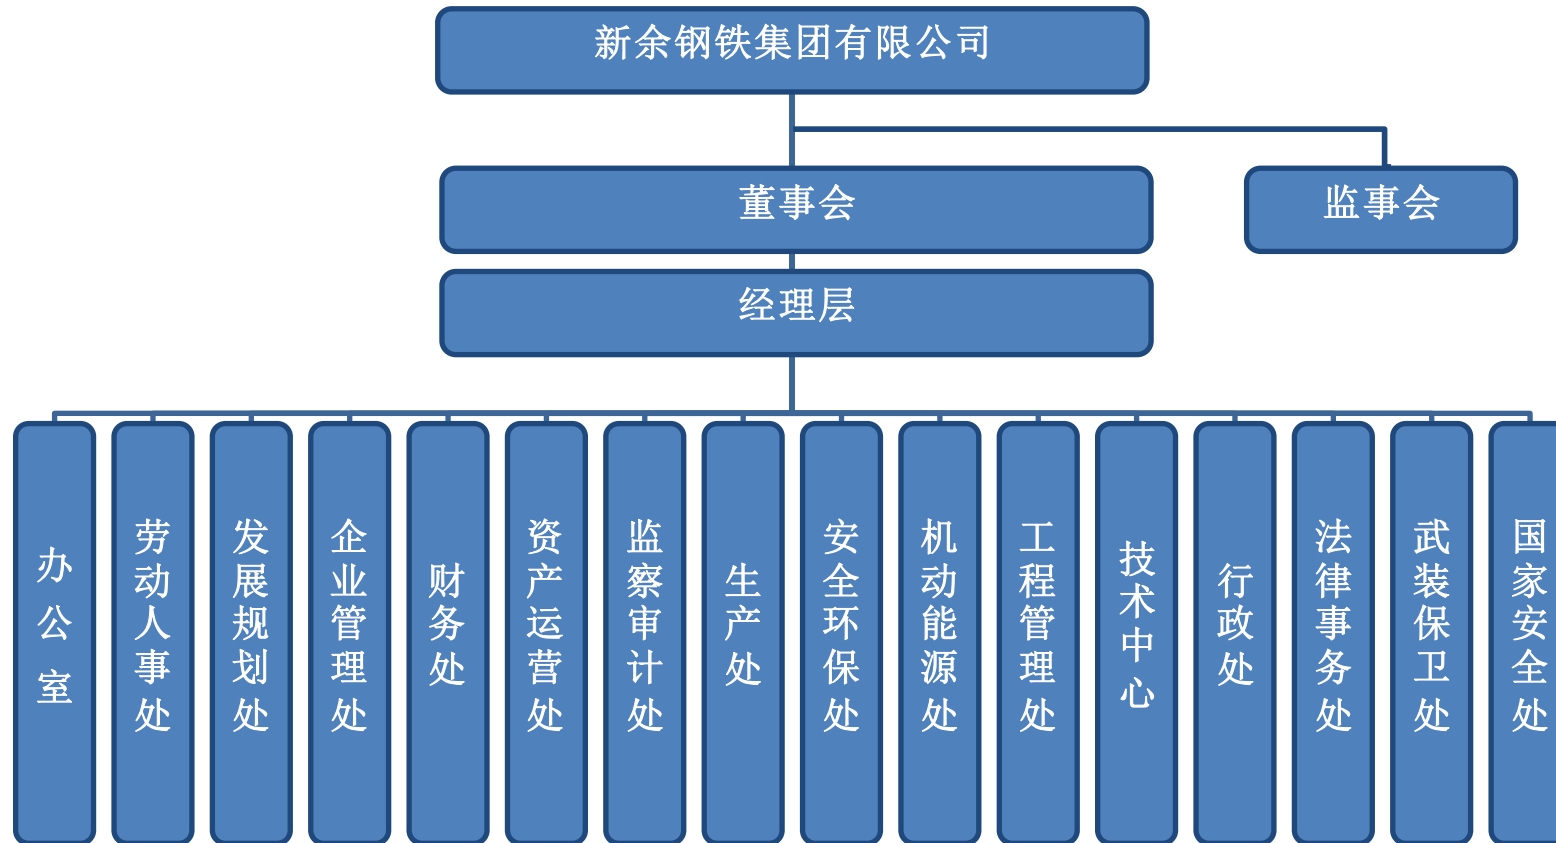 新余钢铁集团有限公司
董事会
监事会
经理层
办公室
劳动人事处
发展规划处
企业管理处
财务处
资产运营处
监察审计处
生产处
安全环保处
机动能源处
工程管理处
技术中心
行政处
法律事务处
武装保卫处
国家安全处